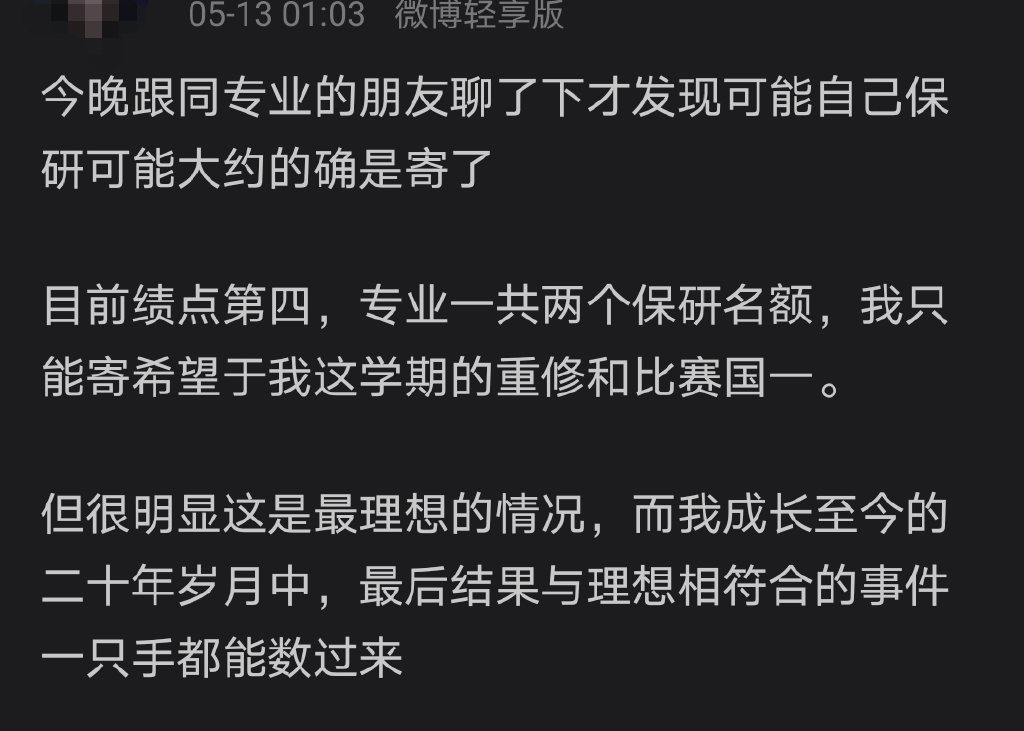 05-13 01:03 微博轻享版
今晚跟同专业的朋友聊了下才发现可能自己保
研可能大约的确是寄了
目前绩点第四，专业一共两个保研名额，我只
能寄希望于我这学期的重修和比赛国一。
但很明显这是最理想的情况，而我成长至今的
二十年岁月中，最后结果与理想相符合的事件
一只手都能数过来